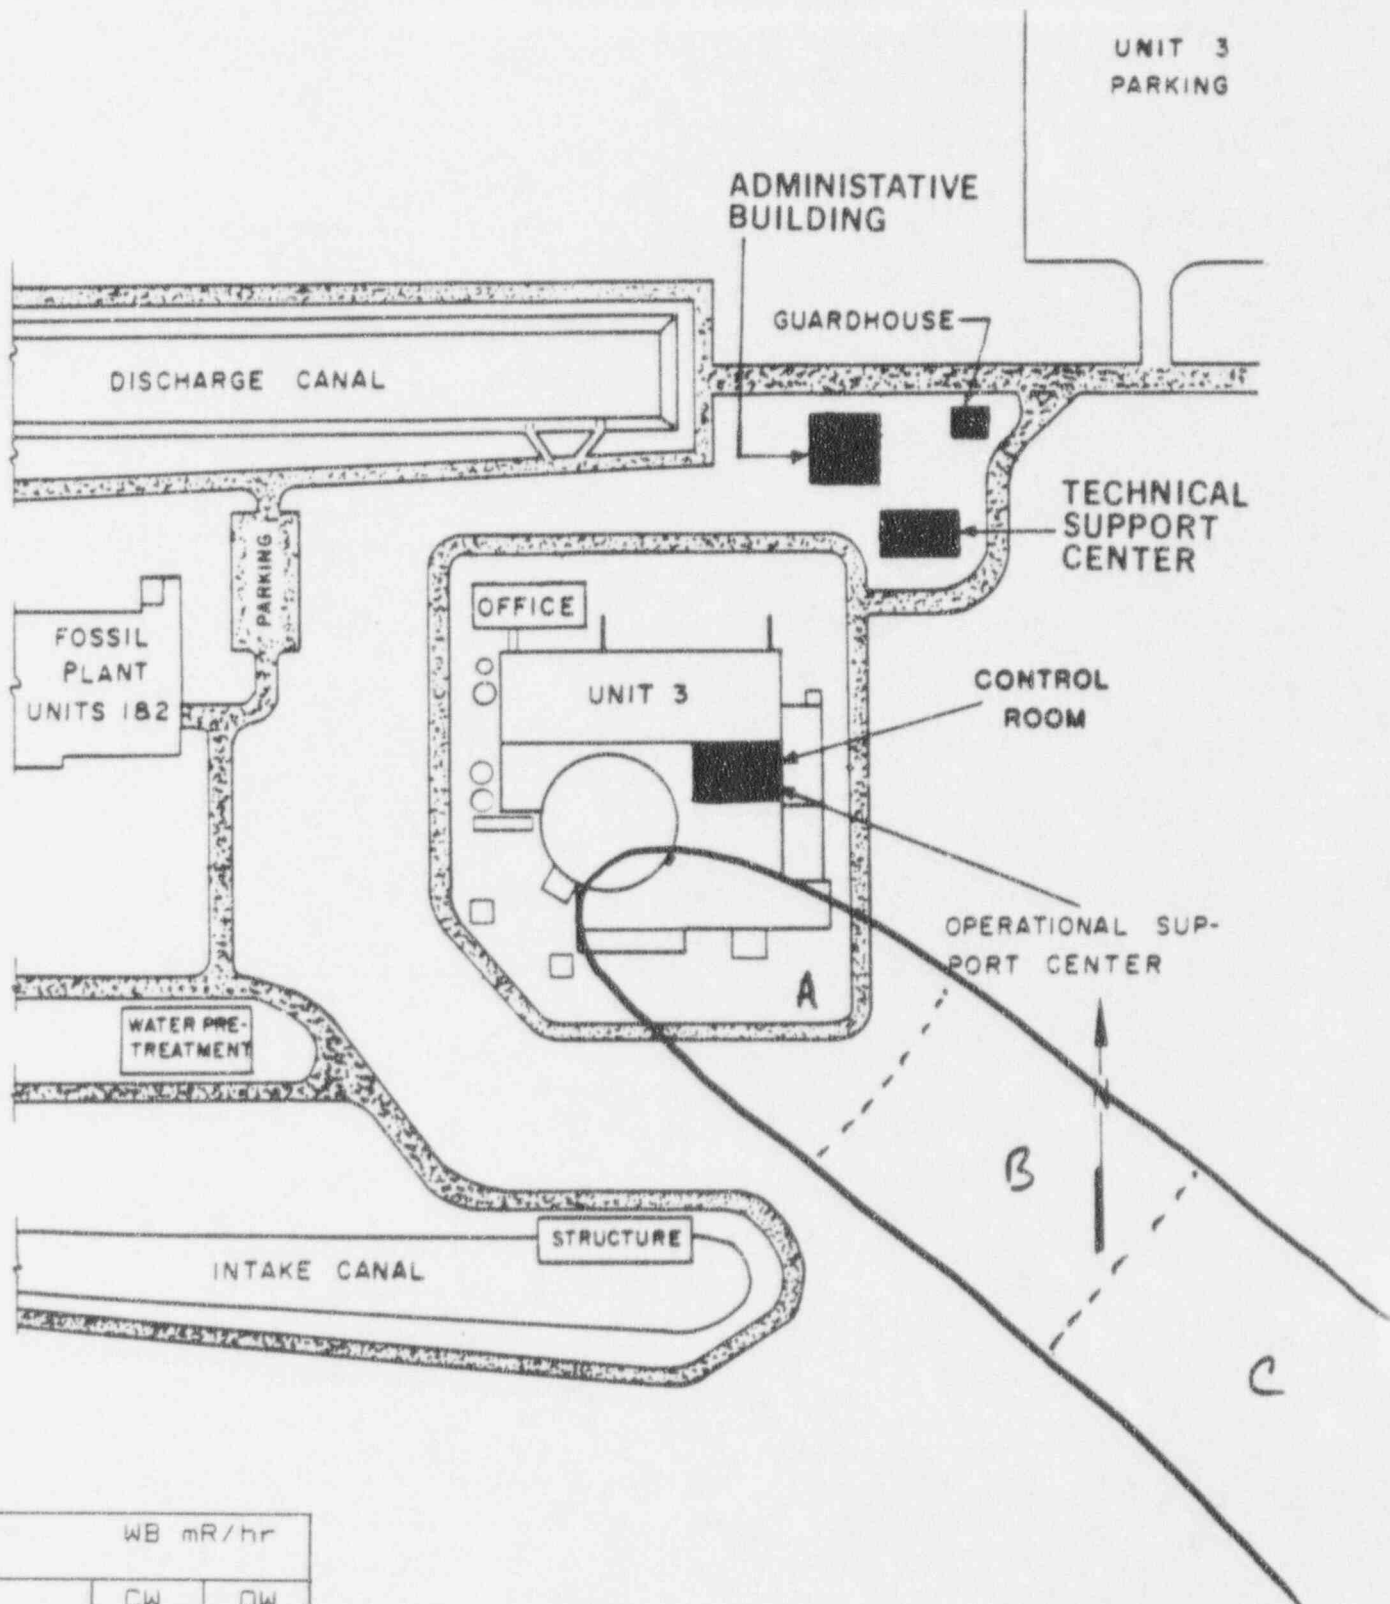 UNIT 3
PARKING
ADMINISTATIVE
BUILDING
GUARDHOUSE
DISCHARGE CANAL
TECHNICAL
SUPPORT
CENTER
PARKING
OFFICE
FOSSIL
PLANT
UNITS 1&2
UNIT 3
CONTROL
ROOM
OPERATIONAL SUP-
PORT CENTER
A
WATER PRE-
TREATMENT
N
B
STRUCTURE
INTAKE CANAL
C
WB mR/hr
CW OW